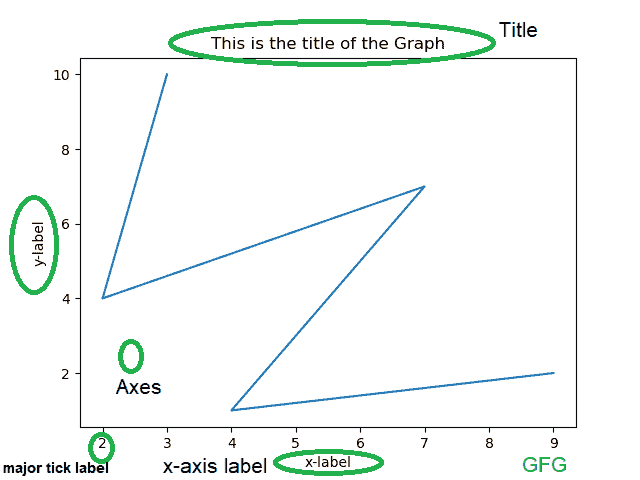 Title
This is the title of the Graph
10
8
6
y-label
4
2
Axes
2 3 4 5 6 7 8 9
major tick label x-axis label x-label GFG